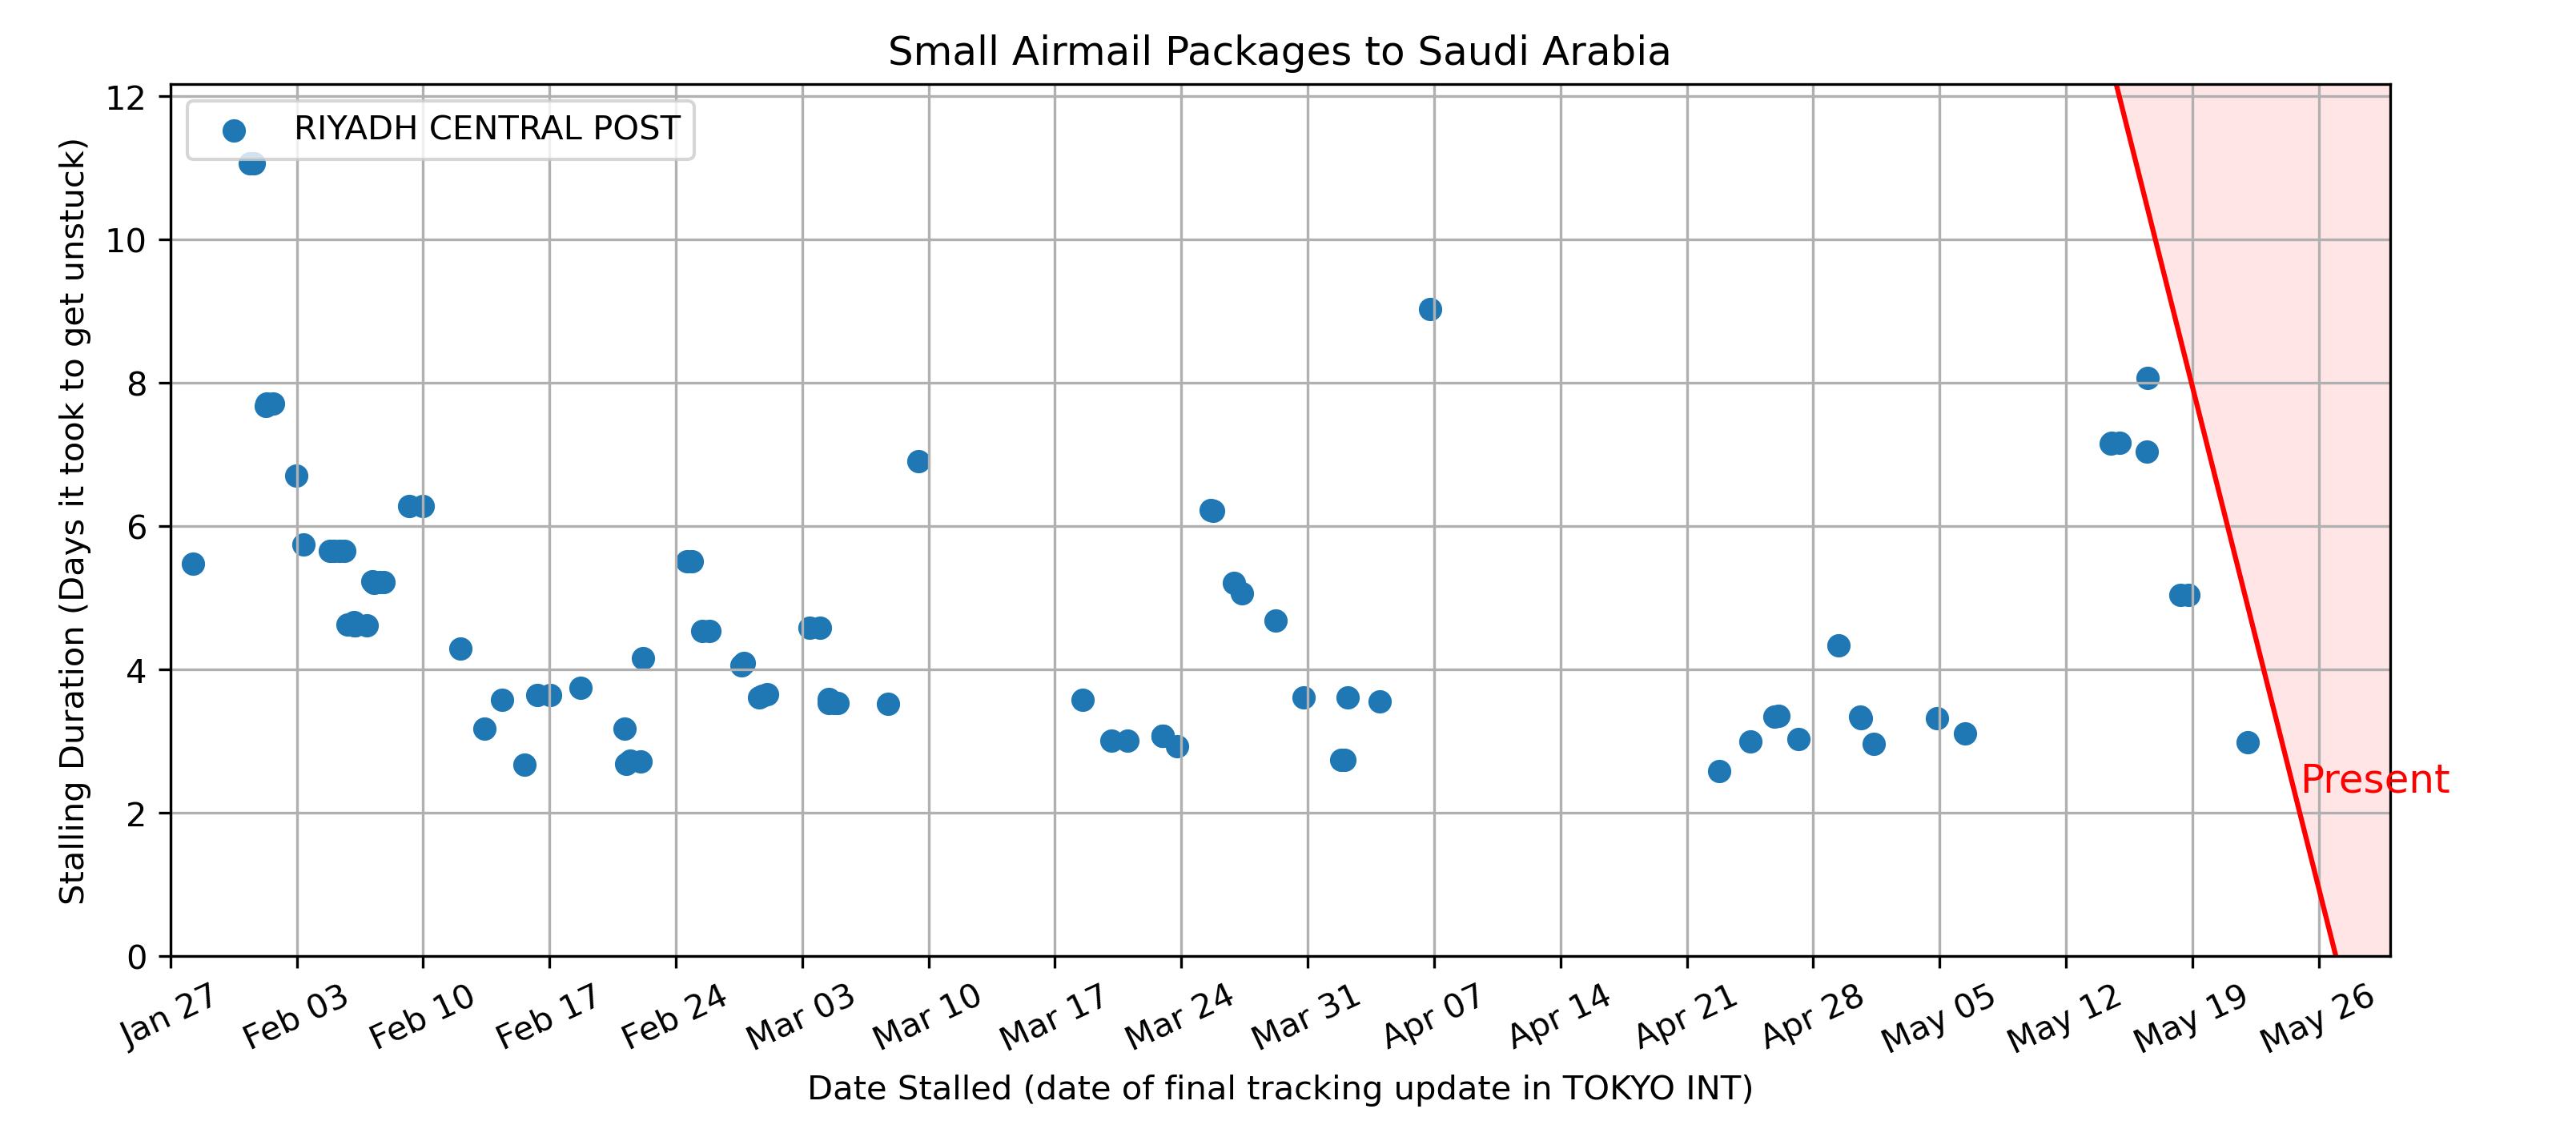 Small Airmail Packages to Saudi Arabia
RIYADH CENTRAL POST
Stalling Duration (Days it took to get unstuck)
12
10
8
6
4
2
0
Present
Jan 27 Feb 03 Feb 10 Feb 17 Feb 24 Mar 03 Mar 10 Mar 17 Mar 24 Mar 31 Apr 07 Apr 14 Apr 21 Apr 28 May 05 May 12 May 19 May 26
Date Stalled (date of final tracking update in TOKYO INT)